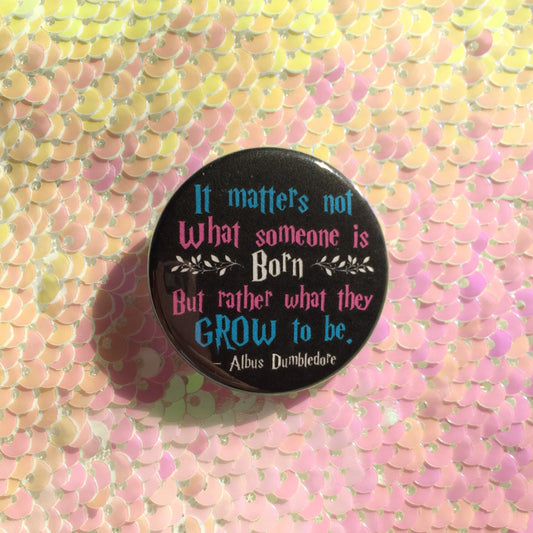 It matters not
What someone is
Born
But rather what they
GROW to be.
- Albus Dumbledore